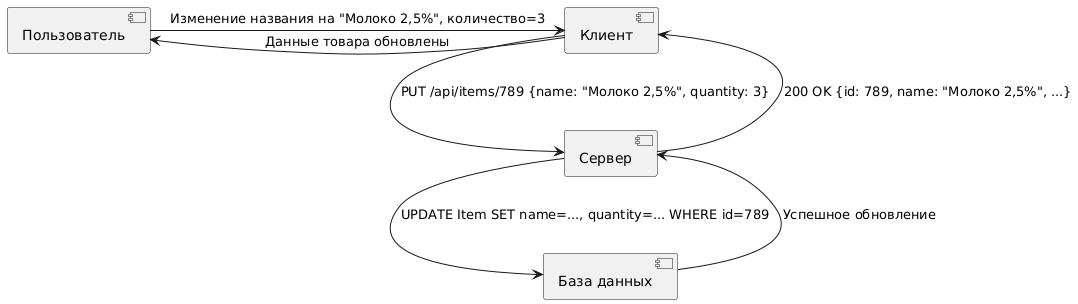 Пользователь
Изменение названия на "Молоко 2,5%", количество=3
Данные товара обновлены
Клиент
PUT /api/items/789 {name: "Молоко 2,5%", quantity: 3}
200 OK {id: 789, name: "Молоко 2,5%", ...}
Сервер
UPDATE Item SET name=..., quantity=... WHERE id=789
Успешное обновление
База данных